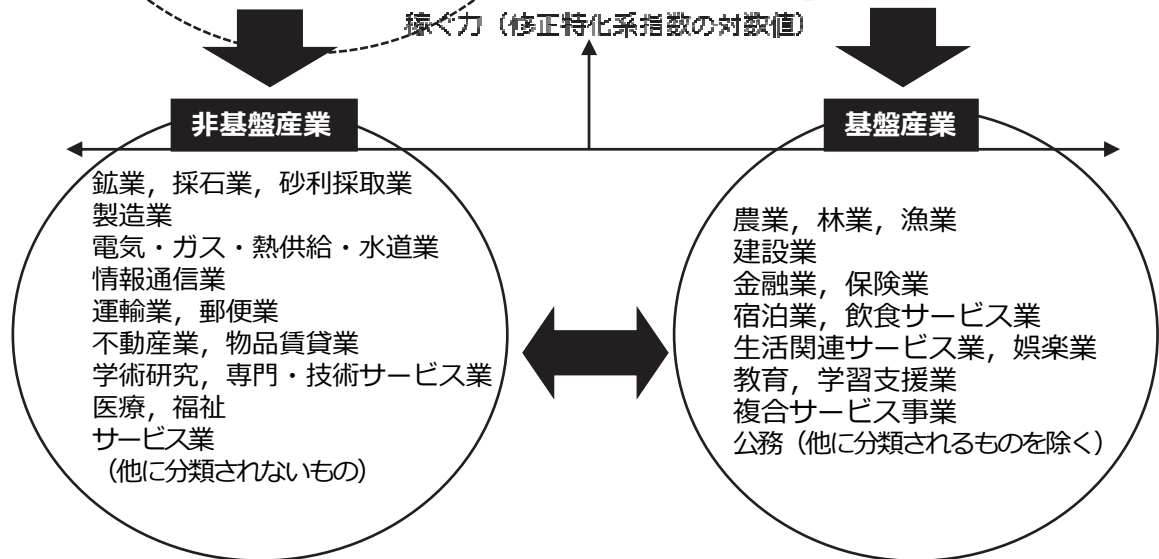 稼ぐ力（修正特化係指数の対数値）
非基盤産業
鉱業，採石業，砂利採取業
製造業
電気・ガス・熱供給・水道業
情報通信業
運輸業，郵便業
不動産業，物品賃貸業
学術研究，専門・技術サービス業
医療，福祉
サービス業
（他に分類されないもの）
基盤産業
農業，林業，漁業
建設業
金融業，保険業
宿泊業，飲食サービス業
生活関連サービス業，娯楽業
教育，学習支援業
複合サービス事業
公務（他に分類されるものを除く）